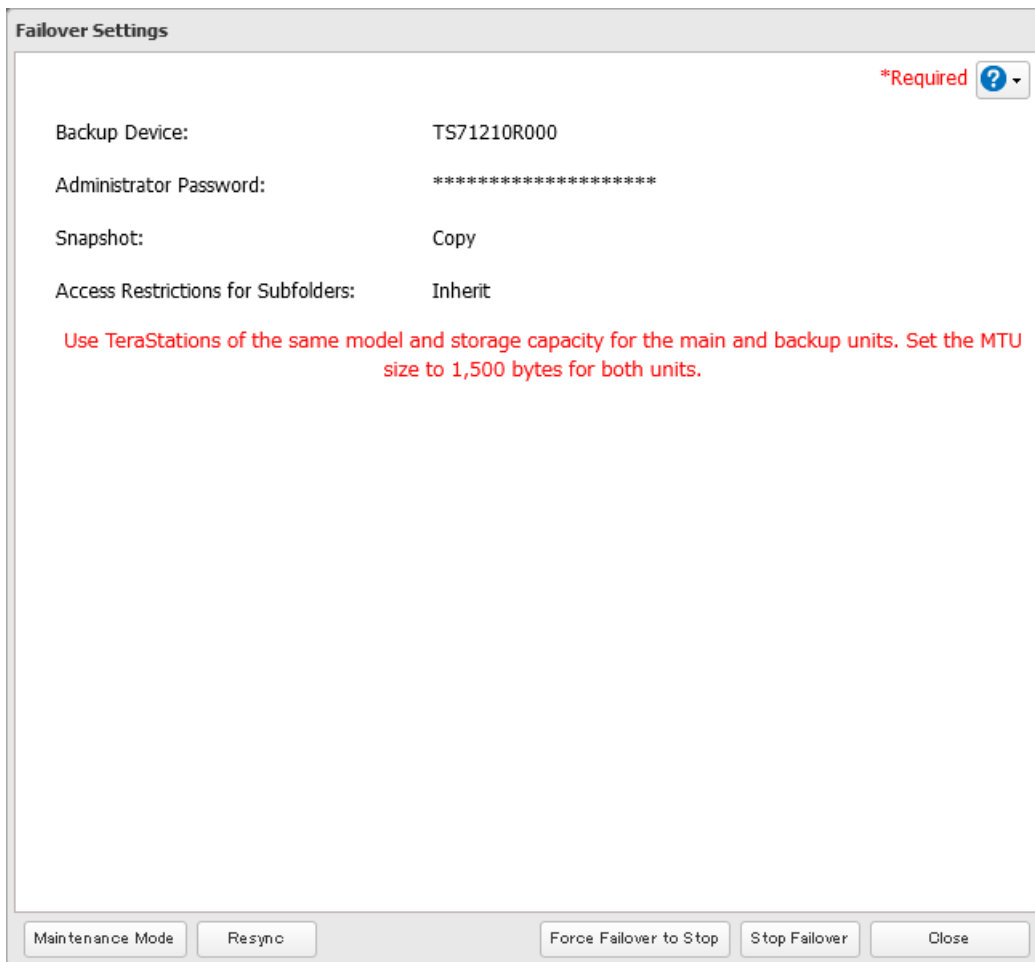 Failover Settings
*Required ?
Backup Device: TS71210R000
Administrator Password: ********************
Snapshot: Copy
Access Restrictions for Subfolders: Inherit
Use TeraStations of the same model and storage capacity for the main and backup units. Set the MTU
size to 1,500 bytes for both units.
Maintenance Mode Resync Force Failover to Stop Stop Failover Close